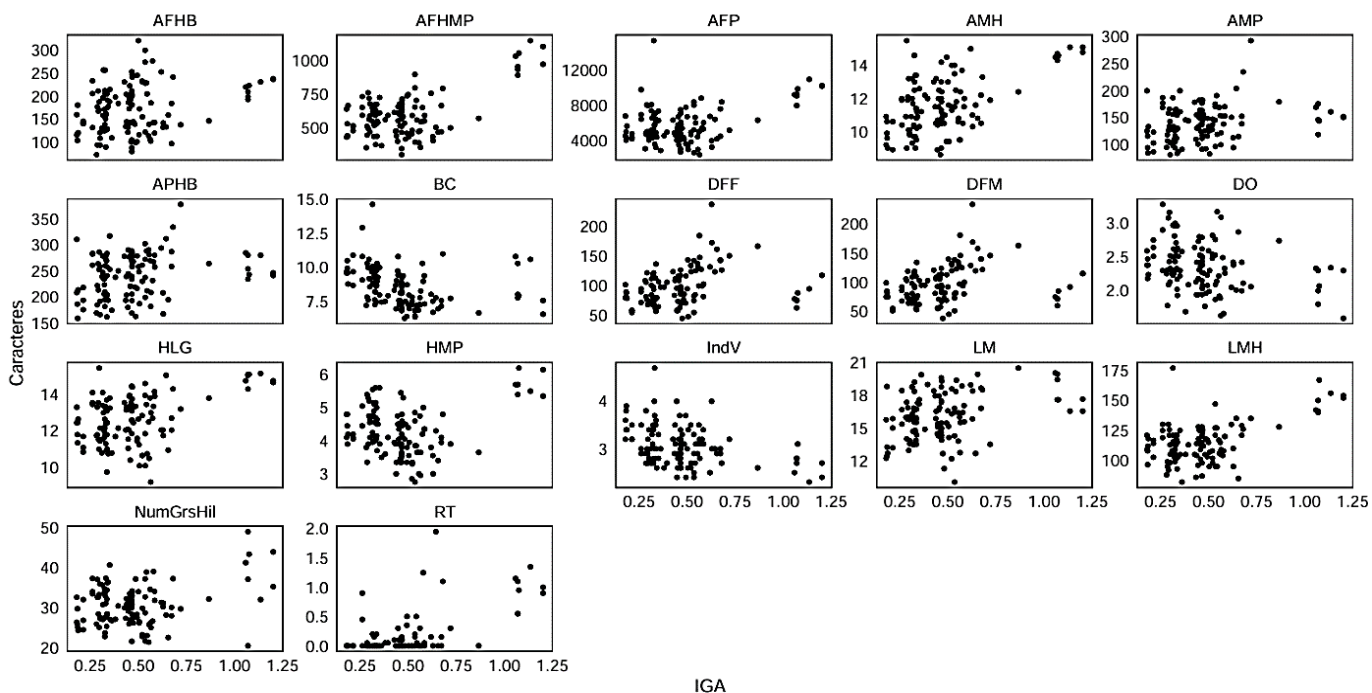 AFHB AFHMP AFP AMH AMP
300 250 200 150 100
1000 750 500
12000 8000 4000
14 12 10
300 250 200 150 100
APHB BC DFF DFM DO
350 300 250 200 150
15.0 12.5 10.0 7.5
200 150 100 50
200 150 100 50
3.0 2.5 2.0
Caracteres
HLG HMP IndV LM LMH
14 12 10
6 5 4 3
4 3
21 18 15 12
175 150 125 100
0.25 0.50 0.75 1.00 1.25 0.25 0.50 0.75 1.00 1.25 0.25 0.50 0.75 1.00 1.25
NumGrsHil RT
50 40 30 20
2.0 1.5 1.0 0.5 0.0
0.25 0.50 0.75 1.00 1.25 0.25 0.50 0.75 1.00 1.25
IGA